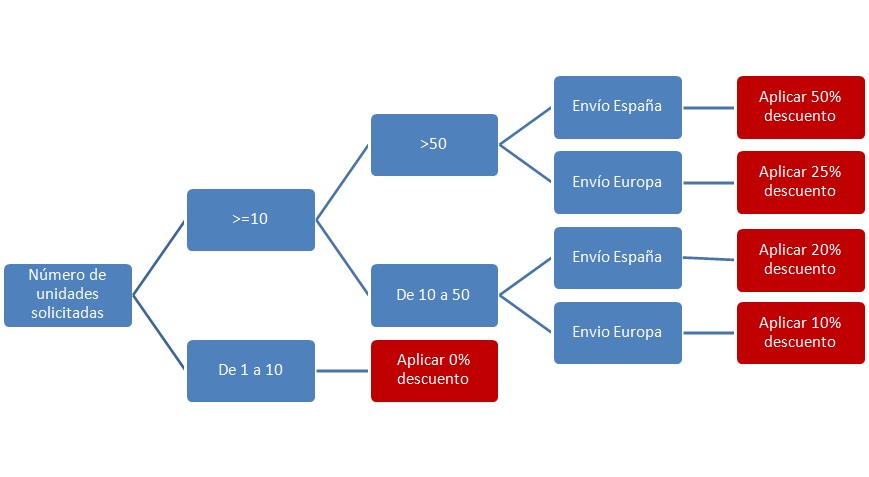 Número de
unidades
solicitadas
>=10
De 1 a 10
>50
De 10 a 50
Aplicar 0%
descuento
Envío España
Envío Europa
Envío España
Envio Europa
Aplicar 50%
descuento
Aplicar 25%
descuento
Aplicar 20%
descuento
Aplicar 10%
descuento